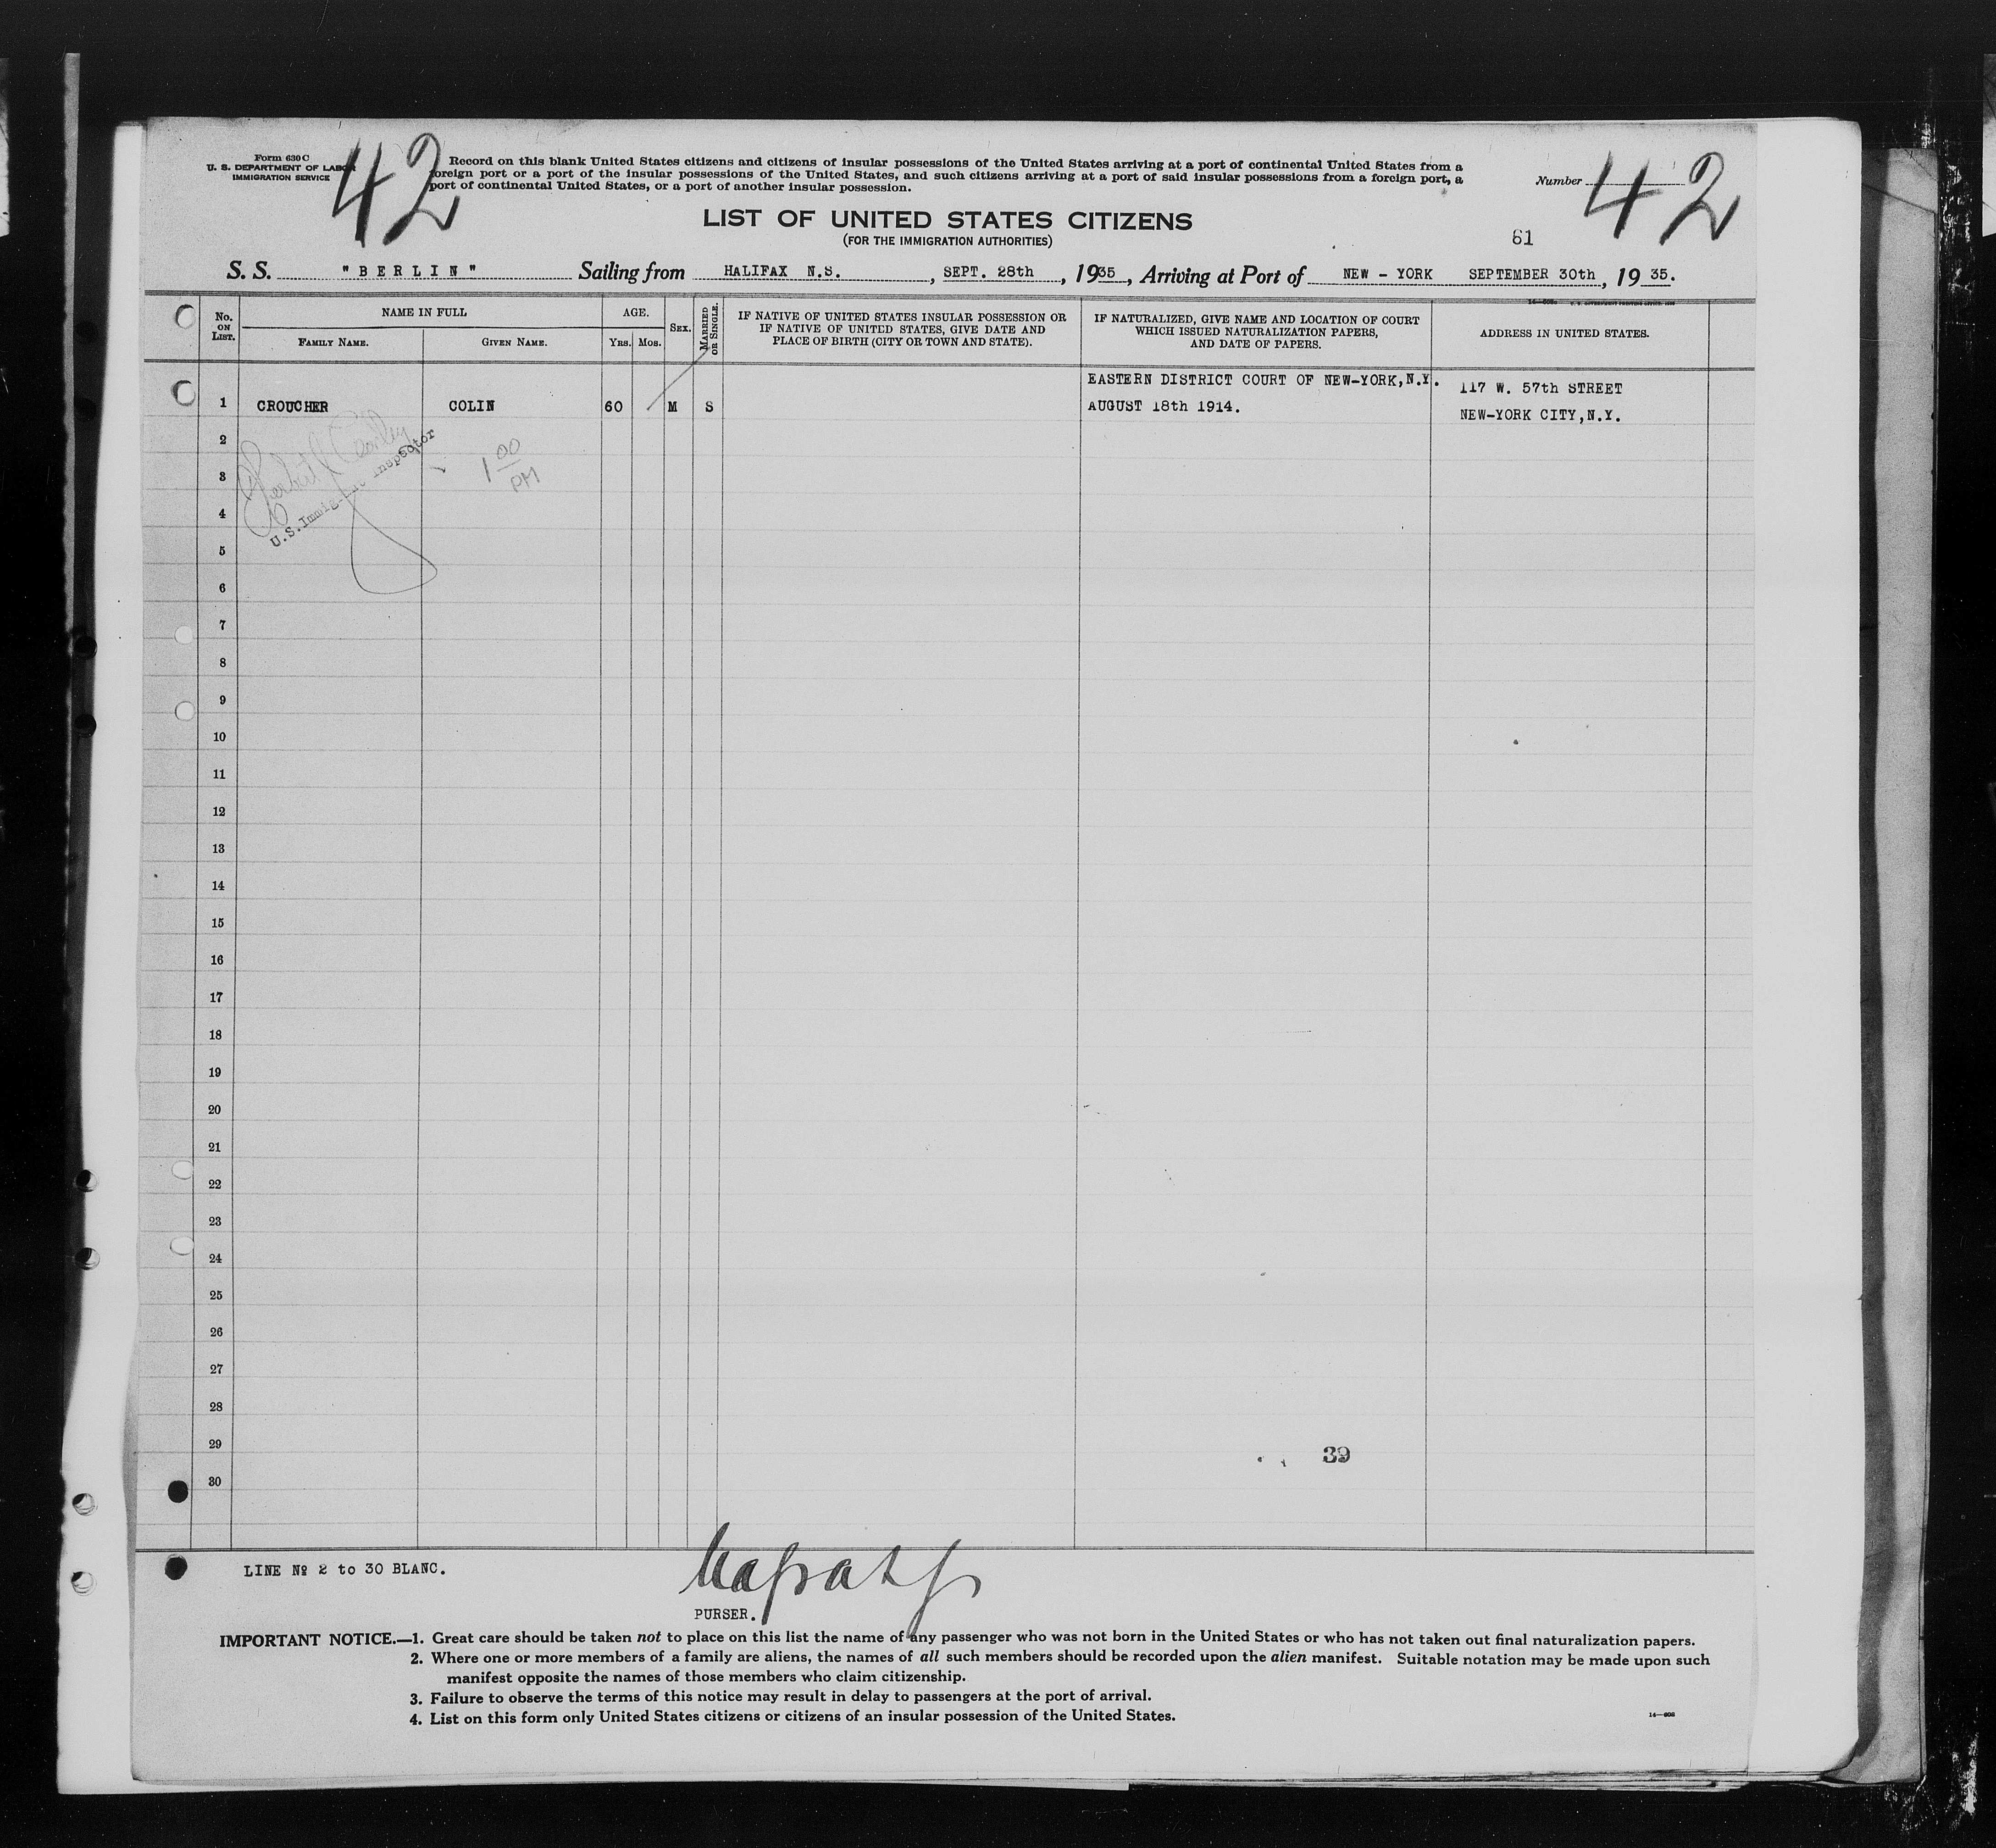 Form 630 C
U. S. DEPARTMENT OF LABOR
IMMIGRATION SERVICE
42
Record on this blank United States citizens and citizens of insular possessions of the United States arriving at a port of continental United States from a
foreign port or a port of the insular possessions of the United States, and such citizens arriving at a port of said insular possessions from a foreign port, a
port of continental United States, or a port of another insular possession.
Number 42
LIST OF UNITED STATES CITIZENS
(FOR THE IMMIGRATION AUTHORITIES)
61
S. S. "BERLIN" Sailing from HALIFAX N.S., SEPT. 28th, 1935, Arriving at Port of NEW - YORK SEPTEMBER 30th, 1935.
No. ON LIST.
NAME IN FULL
FAMILY NAME.
GIVEN NAME.
AGE.
YRS. MOS.
SEX.
MARRIED OR SINGLE.
IF NATIVE OF UNITED STATES INSULAR POSSESSION OR
IF NATIVE OF UNITED STATES, GIVE DATE AND
PLACE OF BIRTH (CITY OR TOWN AND STATE).
IF NATURALIZED, GIVE NAME AND LOCATION OF COURT
WHICH ISSUED NATURALIZATION PAPERS,
AND DATE OF PAPERS.
ADDRESS IN UNITED STATES.
EASTERN DISTRICT COURT OF NEW-YORK,N.Y. 117 W. 57th STREET
1 CROUCHER COLIN 60 M S AUGUST 18th 1914. NEW-YORK CITY,N.Y.
U.S. Immigrant Inspector
1 00 PM
2
3
4
5
6
7
8
9
10
11
12
13
14
15
16
17
18
19
20
21
22
23
24
25
26
27
28
29
39
30
LINE № 2 to 30 BLANC.
PURSER.
IMPORTANT NOTICE.—1. Great care should be taken not to place on this list the name of any passenger who was not born in the United States or who has not taken out final naturalization papers.
2. Where one or more members of a family are aliens, the names of all such members should be recorded upon the alien manifest. Suitable notation may be made upon such
manifest opposite the names of those members who claim citizenship.
3. Failure to observe the terms of this notice may result in delay to passengers at the port of arrival.
4. List on this form only United States citizens or citizens of an insular possession of the United States.